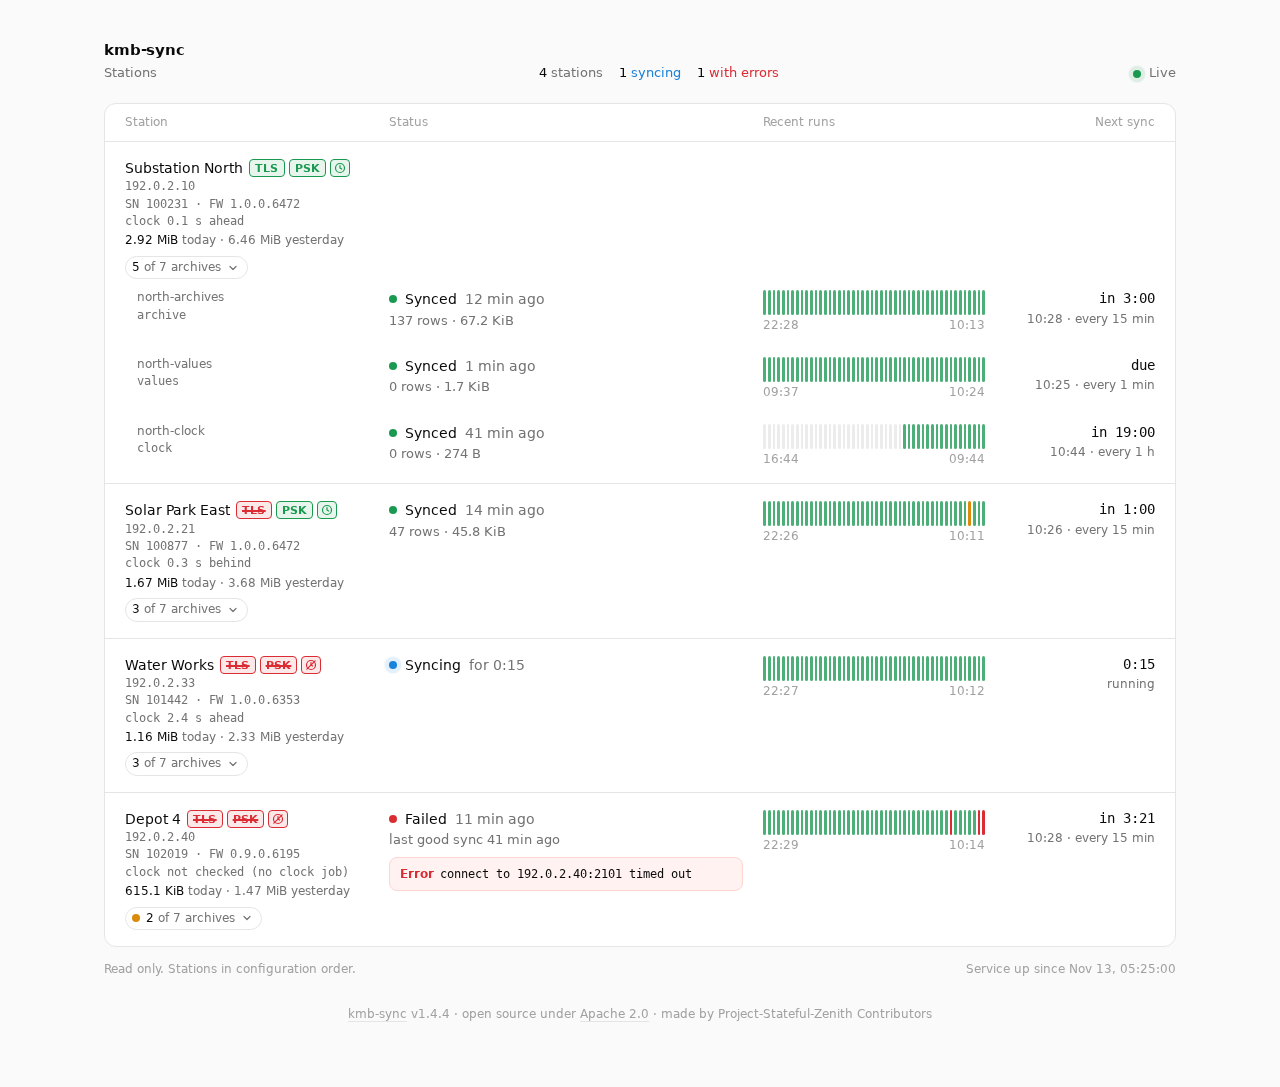 kmb-sync
Stations
4 stations 1 syncing 1 with errors
Live
Station Status Recent runs Next sync
Substation North TLS PSK
192.0.2.10
SN 100231 · FW 1.0.0.6472
clock 0.1 s ahead
2.92 MiB today · 6.46 MiB yesterday
5 of 7 archives
north-archives
archive
Synced 12 min ago
137 rows · 67.2 KiB
22:28 10:13
in 3:00
10:28 · every 15 min
north-values
values
Synced 1 min ago
0 rows · 1.7 KiB
09:37 10:24
due
10:25 · every 1 min
north-clock
clock
Synced 41 min ago
0 rows · 274 B
16:44 09:44
in 19:00
10:44 · every 1 h
Solar Park East TLS PSK
192.0.2.21
SN 100877 · FW 1.0.0.6472
clock 0.3 s behind
1.67 MiB today · 3.68 MiB yesterday
3 of 7 archives
Synced 14 min ago
47 rows · 45.8 KiB
22:26 10:11
in 1:00
10:26 · every 15 min
Water Works TLS PSK
192.0.2.33
SN 101442 · FW 1.0.0.6353
clock 2.4 s ahead
1.16 MiB today · 2.33 MiB yesterday
3 of 7 archives
Syncing for 0:15
22:27 10:12
0:15
running
Depot 4 TLS PSK
192.0.2.40
SN 102019 · FW 0.9.0.6195
clock not checked (no clock job)
615.1 KiB today · 1.47 MiB yesterday
2 of 7 archives
Failed 11 min ago
last good sync 41 min ago
Error connect to 192.0.2.40:2101 timed out
22:29 10:14
in 3:21
10:28 · every 15 min
Read only. Stations in configuration order.
Service up since Nov 13, 05:25:00
kmb-sync v1.4.4 · open source under Apache 2.0 · made by Project-Stateful-Zenith Contributors